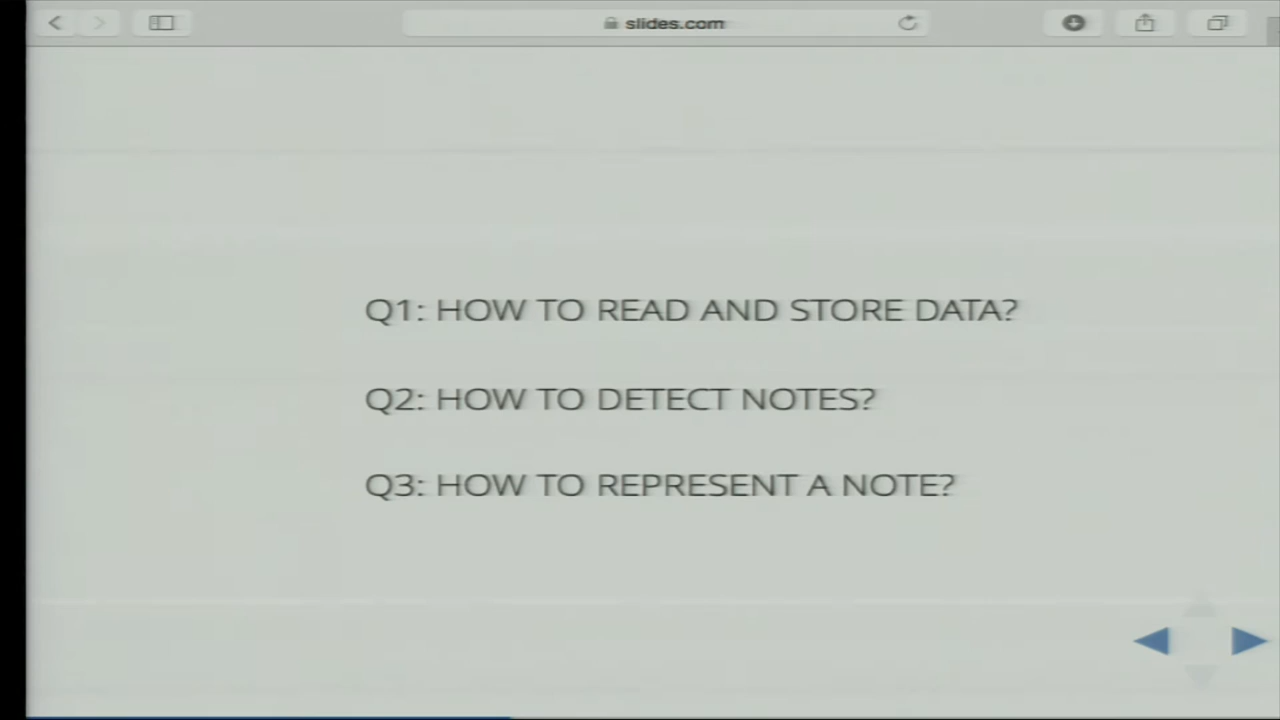 slides.com
Q1: HOW TO READ AND STORE DATA?
Q2: HOW TO DETECT NOTES?
Q3: HOW TO REPRESENT A NOTE?